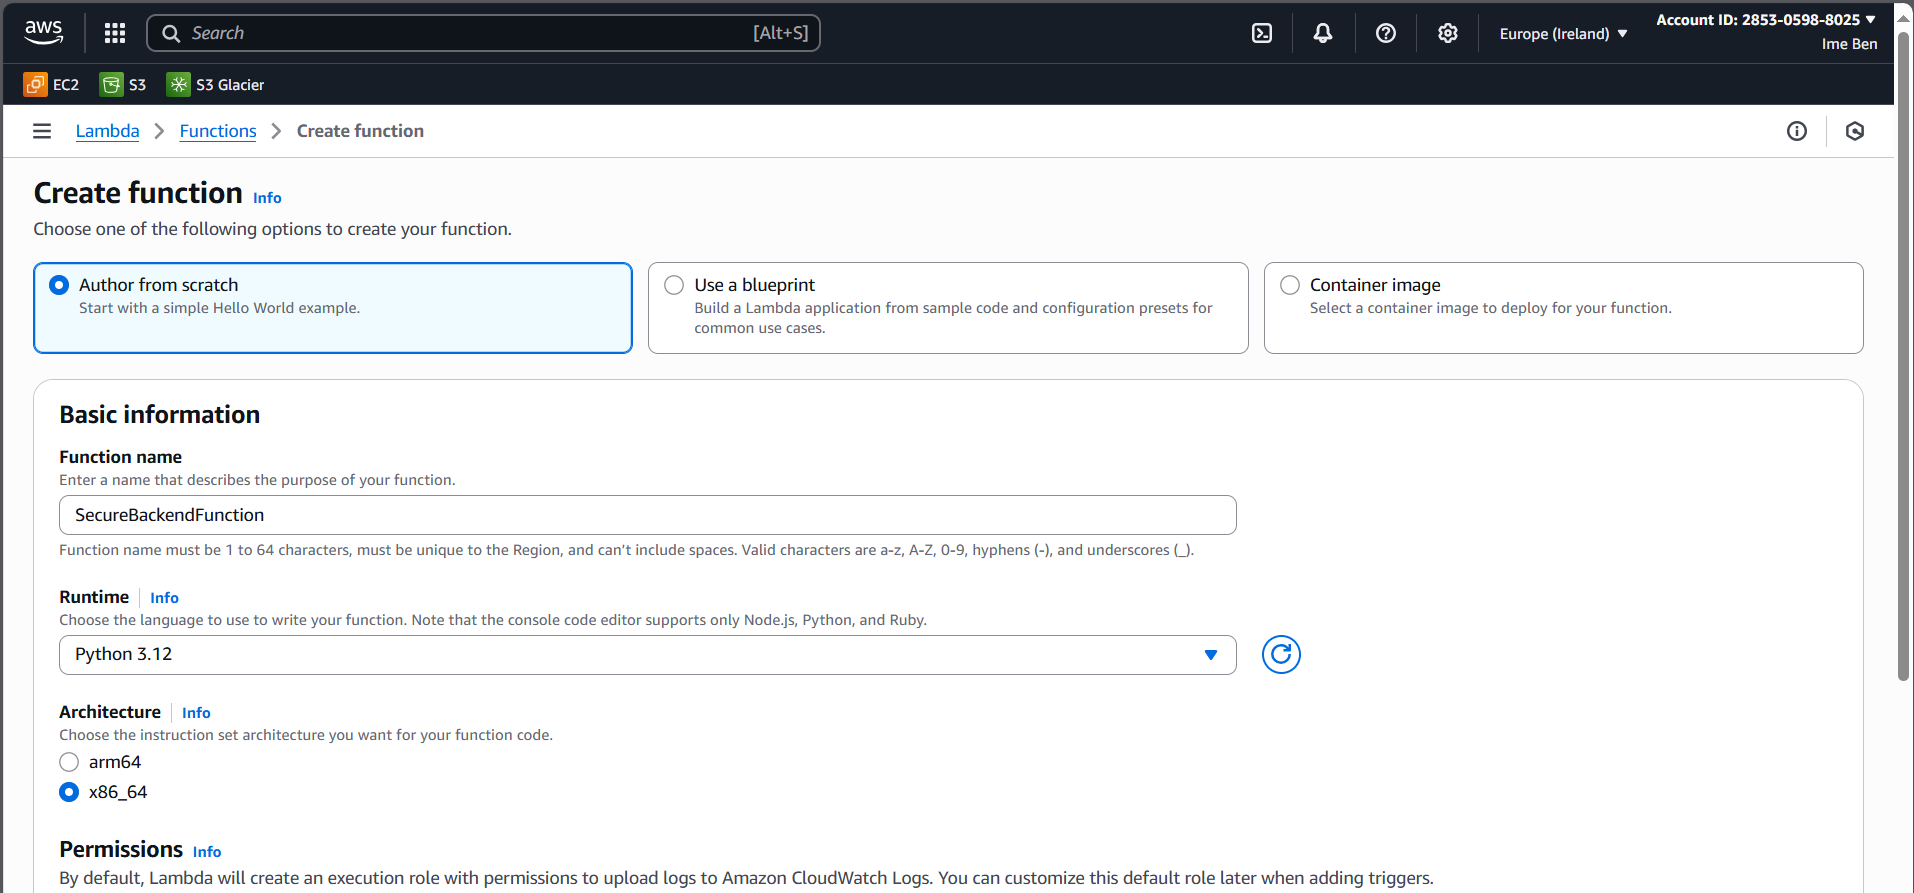 aws
Search [Alt+S]
Europe (Ireland)
Account ID: 2853-0598-8025
Ime Ben
EC2 S3 S3 Glacier
Lambda Functions Create function
Create function Info
Choose one of the following options to create your function.
Author from scratch
Start with a simple Hello World example.
Use a blueprint
Build a Lambda application from sample code and configuration presets for
common use cases.
Container image
Select a container image to deploy for your function.
Basic information
Function name
Enter a name that describes the purpose of your function.
SecureBackendFunction
Function name must be 1 to 64 characters, must be unique to the Region, and can't include spaces. Valid characters are a-z, A-Z, 0-9, hyphens (-), and underscores (_).
Runtime Info
Choose the language to use to write your function. Note that the console code editor supports only Node.js, Python, and Ruby.
Python 3.12
Architecture Info
Choose the instruction set architecture you want for your function code.
arm64
x86_64
Permissions Info
By default, Lambda will create an execution role with permissions to upload logs to Amazon CloudWatch Logs. You can customize this default role later when adding triggers.